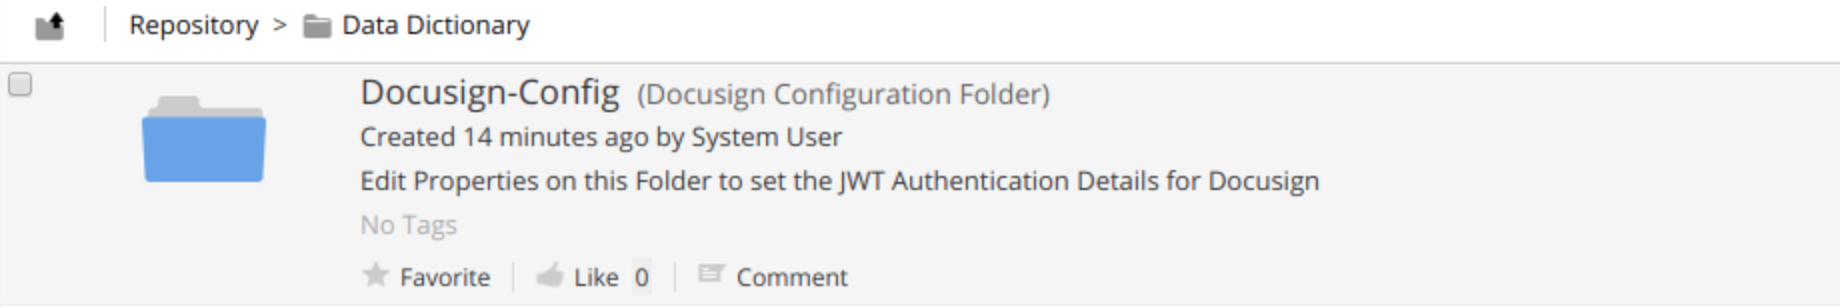 Repository > Data Dictionary
Docusign-Config (Docusign Configuration Folder)
Created 14 minutes ago by System User
Edit Properties on this Folder to set the JWT Authentication Details for Docusign
No Tags
Favorite Like 0 Comment